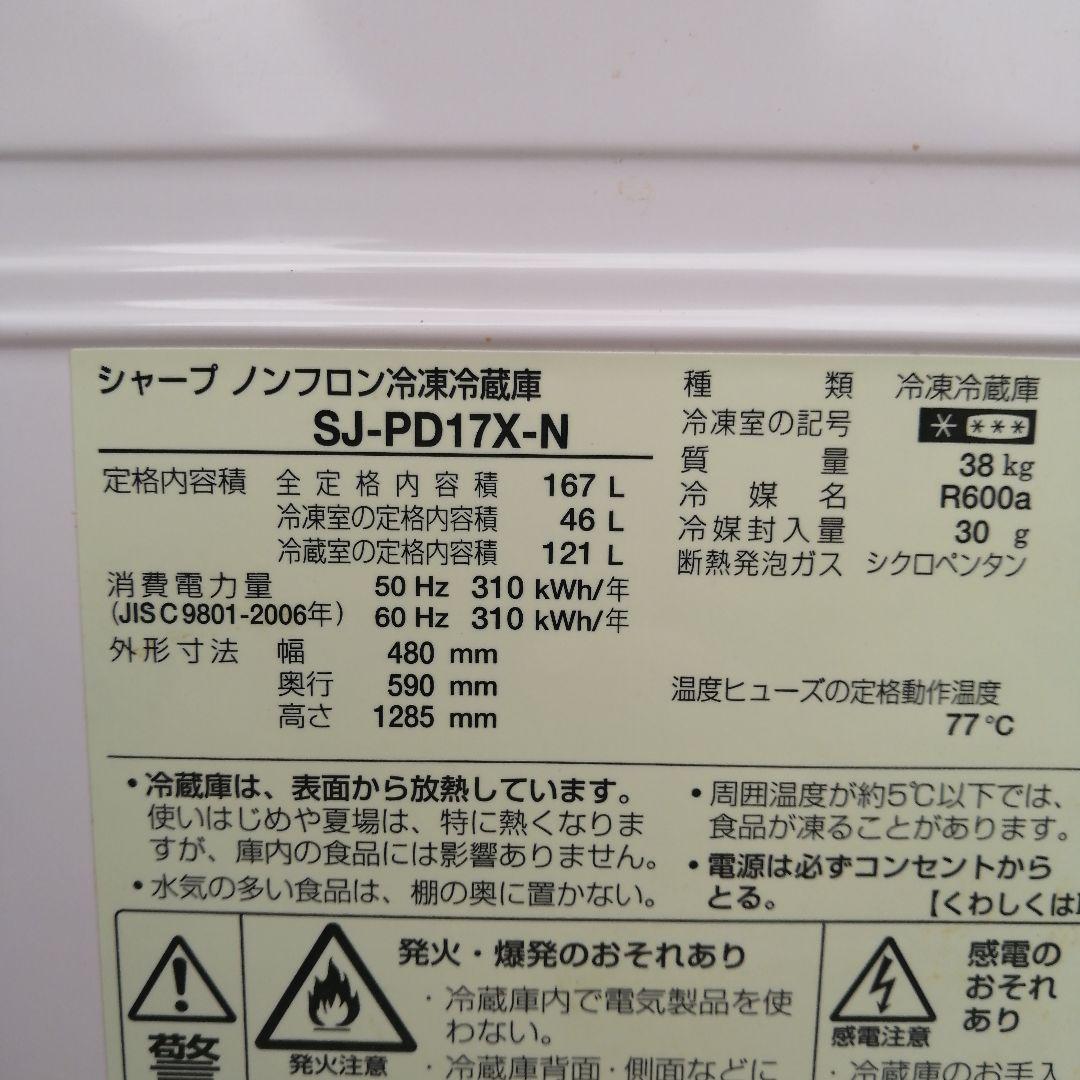 シャープ ノンフロン冷凍冷蔵庫
SJ-PD17X-N
定格内容積 全定格内容積 167 L
冷凍室の定格内容積 46 L
冷蔵室の定格内容積 121 L
消費電力量 50 Hz 310 kWh/年
(JIS C 9801-2006年) 60 Hz 310 kWh/年
外形寸法 幅 480 mm
奥行 590 mm
高さ 1285 mm
種類 冷凍冷蔵庫
冷凍室の記号 * ***
質量 38 kg
冷媒名 R600a
冷媒封入量 30 g
断熱発泡ガス シクロペンタン
温度ヒューズの定格動作温度
77℃
・冷蔵庫は、表面から放熱しています。
使いはじめや夏場は、特に熱くなりま
すが、庫内の食品には影響ありません。
・水気の多い食品は、棚の奥に置かない。
・周囲温度が約5℃以下では、
食品が凍ることがあります。
・電源は必ずコンセントから
とる。
【くわしくは
警
発火注意
発火・爆発のおそれあり
・冷蔵庫内で電気製品を使
わない。
・冷蔵庫背面・側面などに
感電注意
感電の
おそれ
あり
・冷蔵庫のお手入